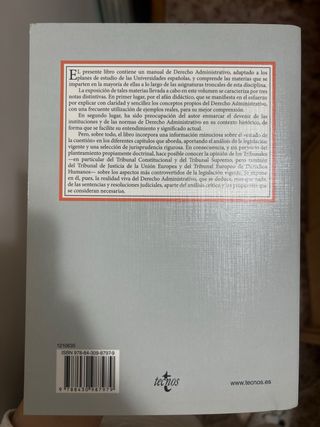 EL presente libro contiene un manual de Derecho Administrativo, adaptado a los
planes de estudio de las Universidades españolas, y comprende las materias que se
imparten en la mayoría de ellas a lo largo de las asignaturas troncales de esta disciplina.
La exposición de tales materias llevada a cabo en este volumen se caracteriza por tres
notas distintivas. En primer lugar, por el afán didáctico, que se manifiesta en el esfuerzo
por explicar con claridad y sencillez los conceptos propios del Derecho Administrativo,
con una frecuente utilización de ejemplos reales, para su mejor comprensión.
En segundo lugar, ha sido preocupación del autor enmarcar el devenir de las
instituciones y de las normas de Derecho Administrativo en su contexto histórico, de
forma que se facilite su entendimiento y significado actual.
Pero, sobre todo, el libro incorpora una información minuciosa sobre el «estado de
la cuestión» en los diferentes capítulos que aborda, aportando el análisis de la legislación
vigente y una selección de jurisprudencia rigurosa. En consecuencia, y sin perjuicio del
planteamiento propiamente doctrinal, hace posible conocer la opinión de los Tribunales
—en particular del Tribunal Constitucional y del Tribunal Supremo, pero también
del Tribunal de Justicia de la Unión Europea y del Tribunal Europeo de Derechos
Humanos— sobre los aspectos más controvertidos de la legislación vigente. Se expone
en él, pues, la realidad viva del Derecho Administrativo, que se deduce, más que nada,
de las sentencias y resoluciones judiciales, aparte del análisis crítico y las propuestas que
se consideran necesarias.
1210635
ISBN 978-84-309-8797-9
9 788430 987979
tecnos
www.tecnos.es